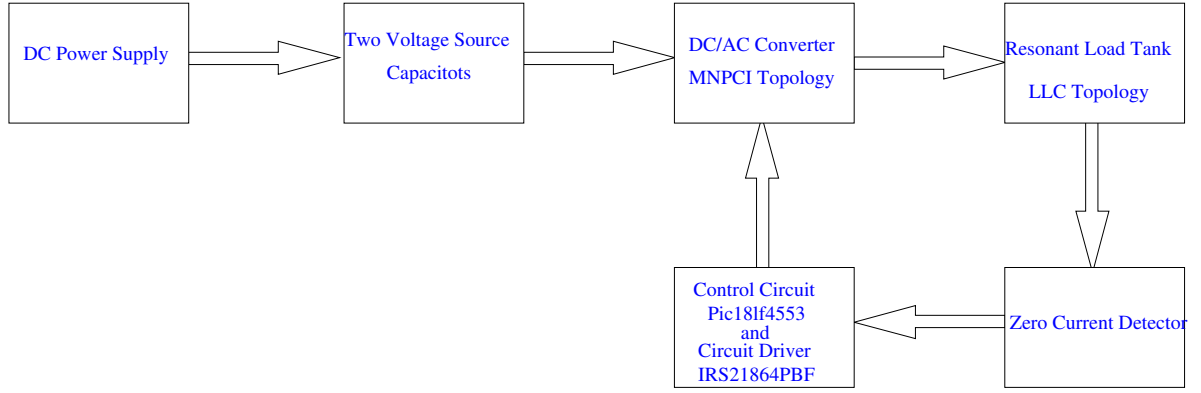 DC Power Supply
Two Voltage Source
Capacitots
DC/AC Converter
MNPCI Topology
Resonant Load Tank
LLC Topology
Control Circuit
Pic18lf4553
and
Circuit Driver
IRS21864PBF
Zero Current Detector